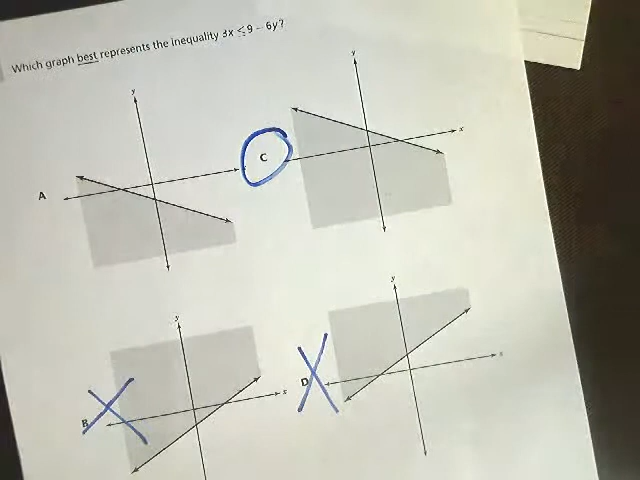 Which graph best represents the inequality 3x ≤ 9 – 6y?
y
y
C
x
A
y
y
D
x
B
x